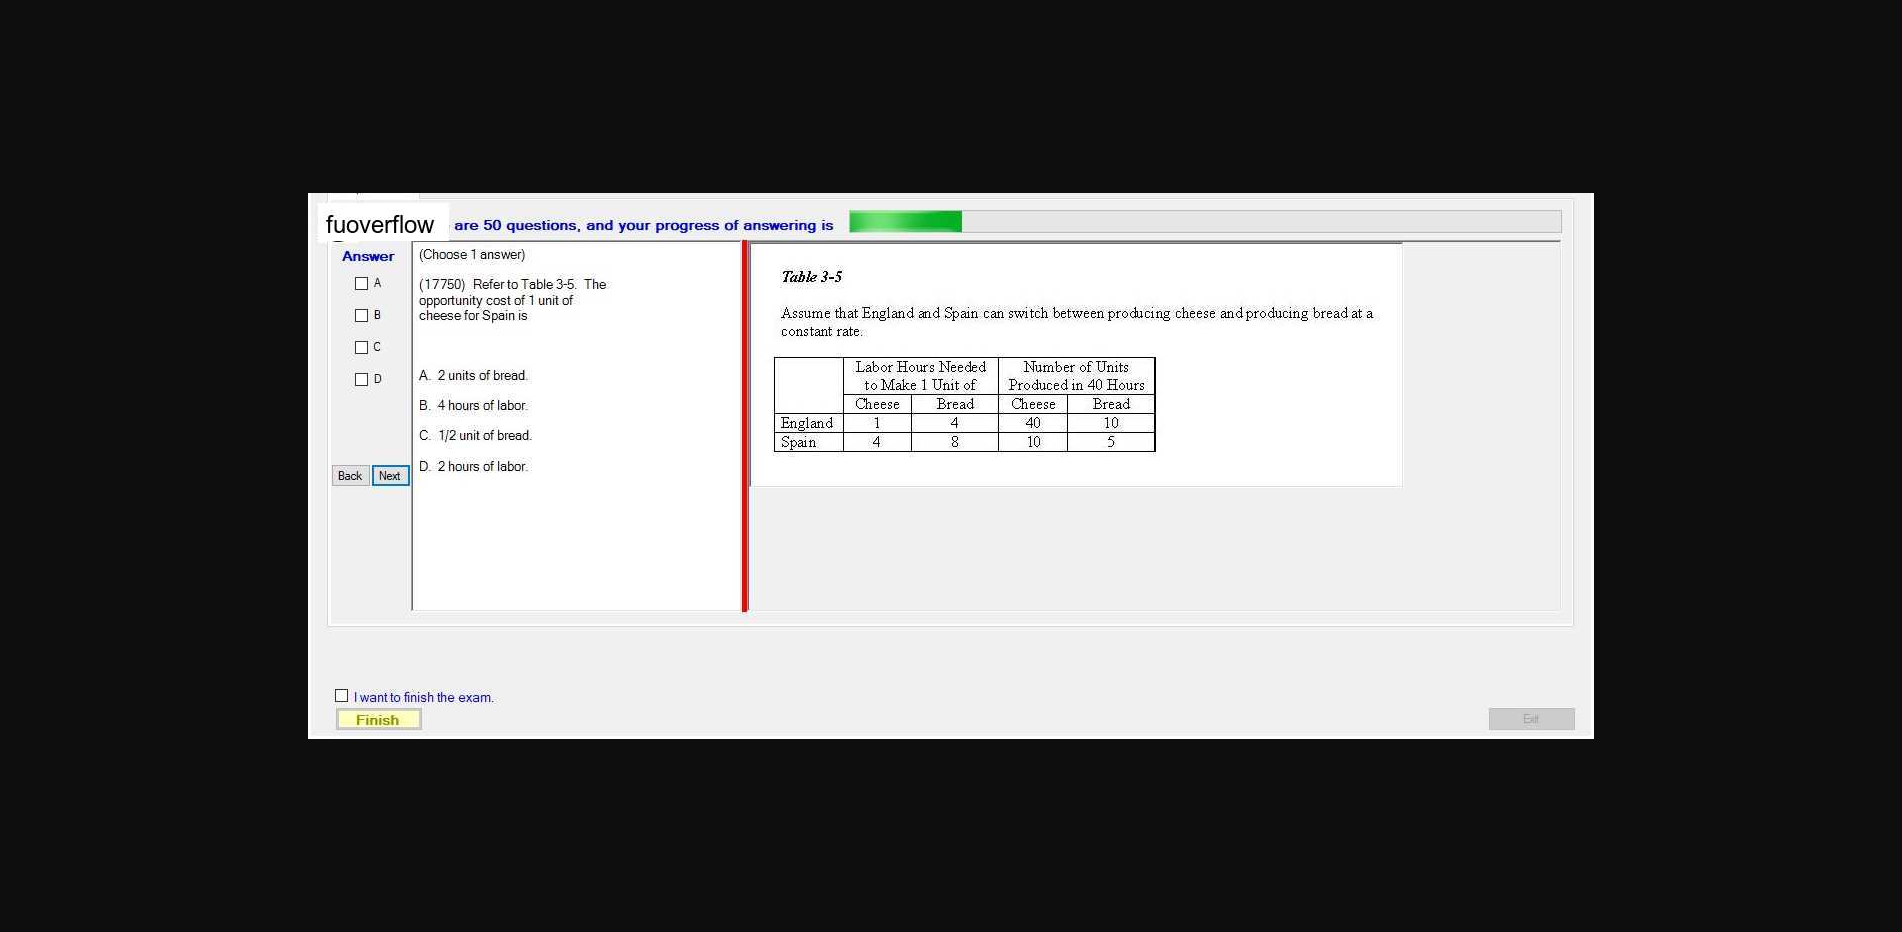 fuoverflow are 50 questions, and your progress of answering is
Answer
A
B
C
D
Back Next
(Choose 1 answer)
(17750) Refer to Table 3-5. The
opportunity cost of 1 unit of
cheese for Spain is
A. 2 units of bread.
B. 4 hours of labor.
C. 1/2 unit of bread.
D. 2 hours of labor.
Table 3-5
Assume that England and Spain can switch between producing cheese and producing bread at a
constant rate.
Labor Hours Needed Number of Units
to Make 1 Unit of Produced in 40 Hours
Cheese Bread Cheese Bread
England 1 4 40 10
Spain 4 8 10 5
I want to finish the exam.
Finish
Exit